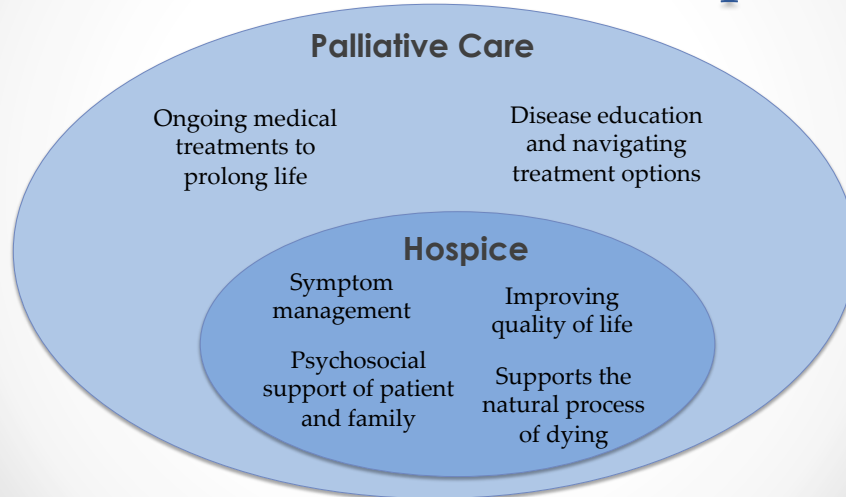 Palliative Care
Ongoing medical
treatments to
prolong life
Disease education
and navigating
treatment options
Hospice
Symptom
management
Improving
quality of life
Psychosocial
support of patient
and family
Supports the
natural process
of dying